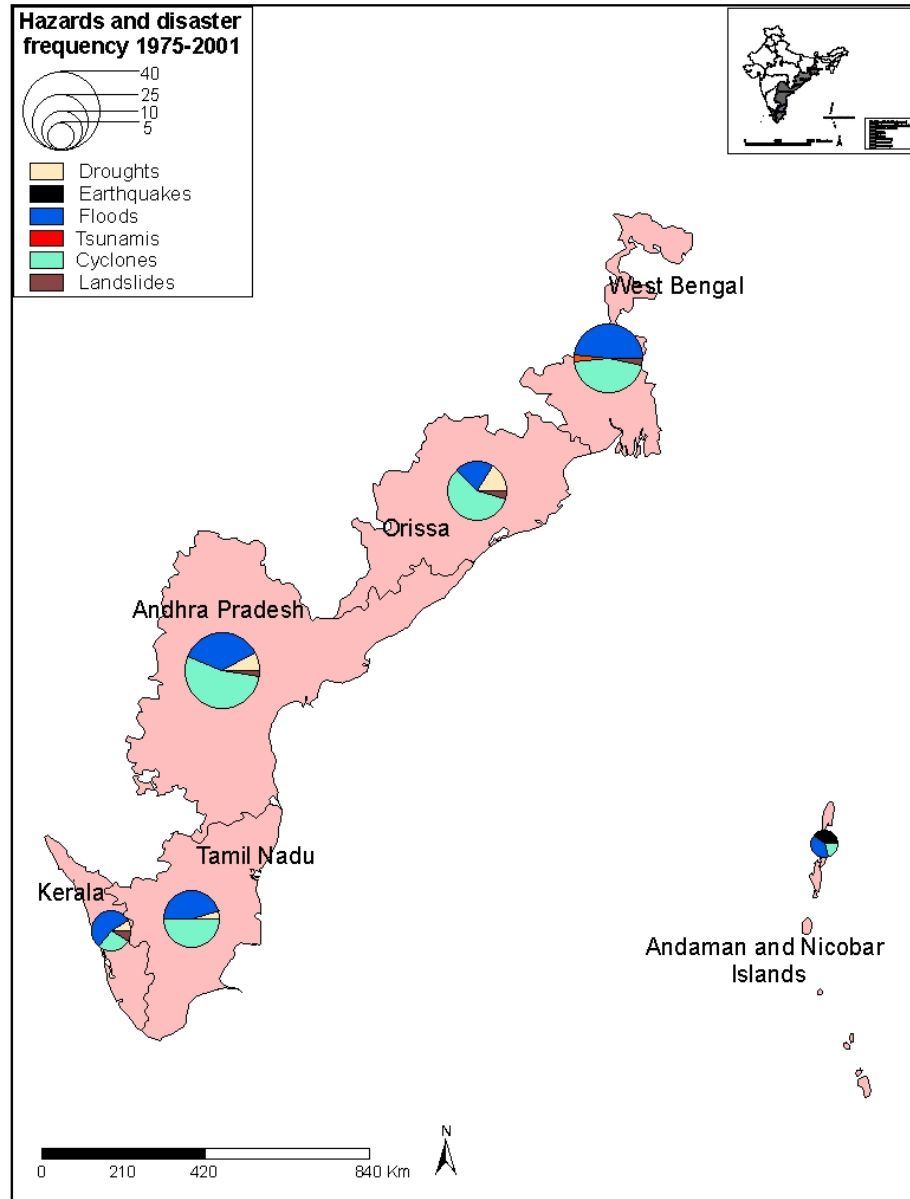 Hazards and disaster
frequency 1975-2001
40
25
10
5
Droughts
Earthquakes
Floods
Tsunamis
Cyclones
Landslides
West Bengal
Orissa
Andhra Pradesh
Tamil Nadu
Kerala
Andaman and Nicobar
Islands
N
0 210 420 840 Km